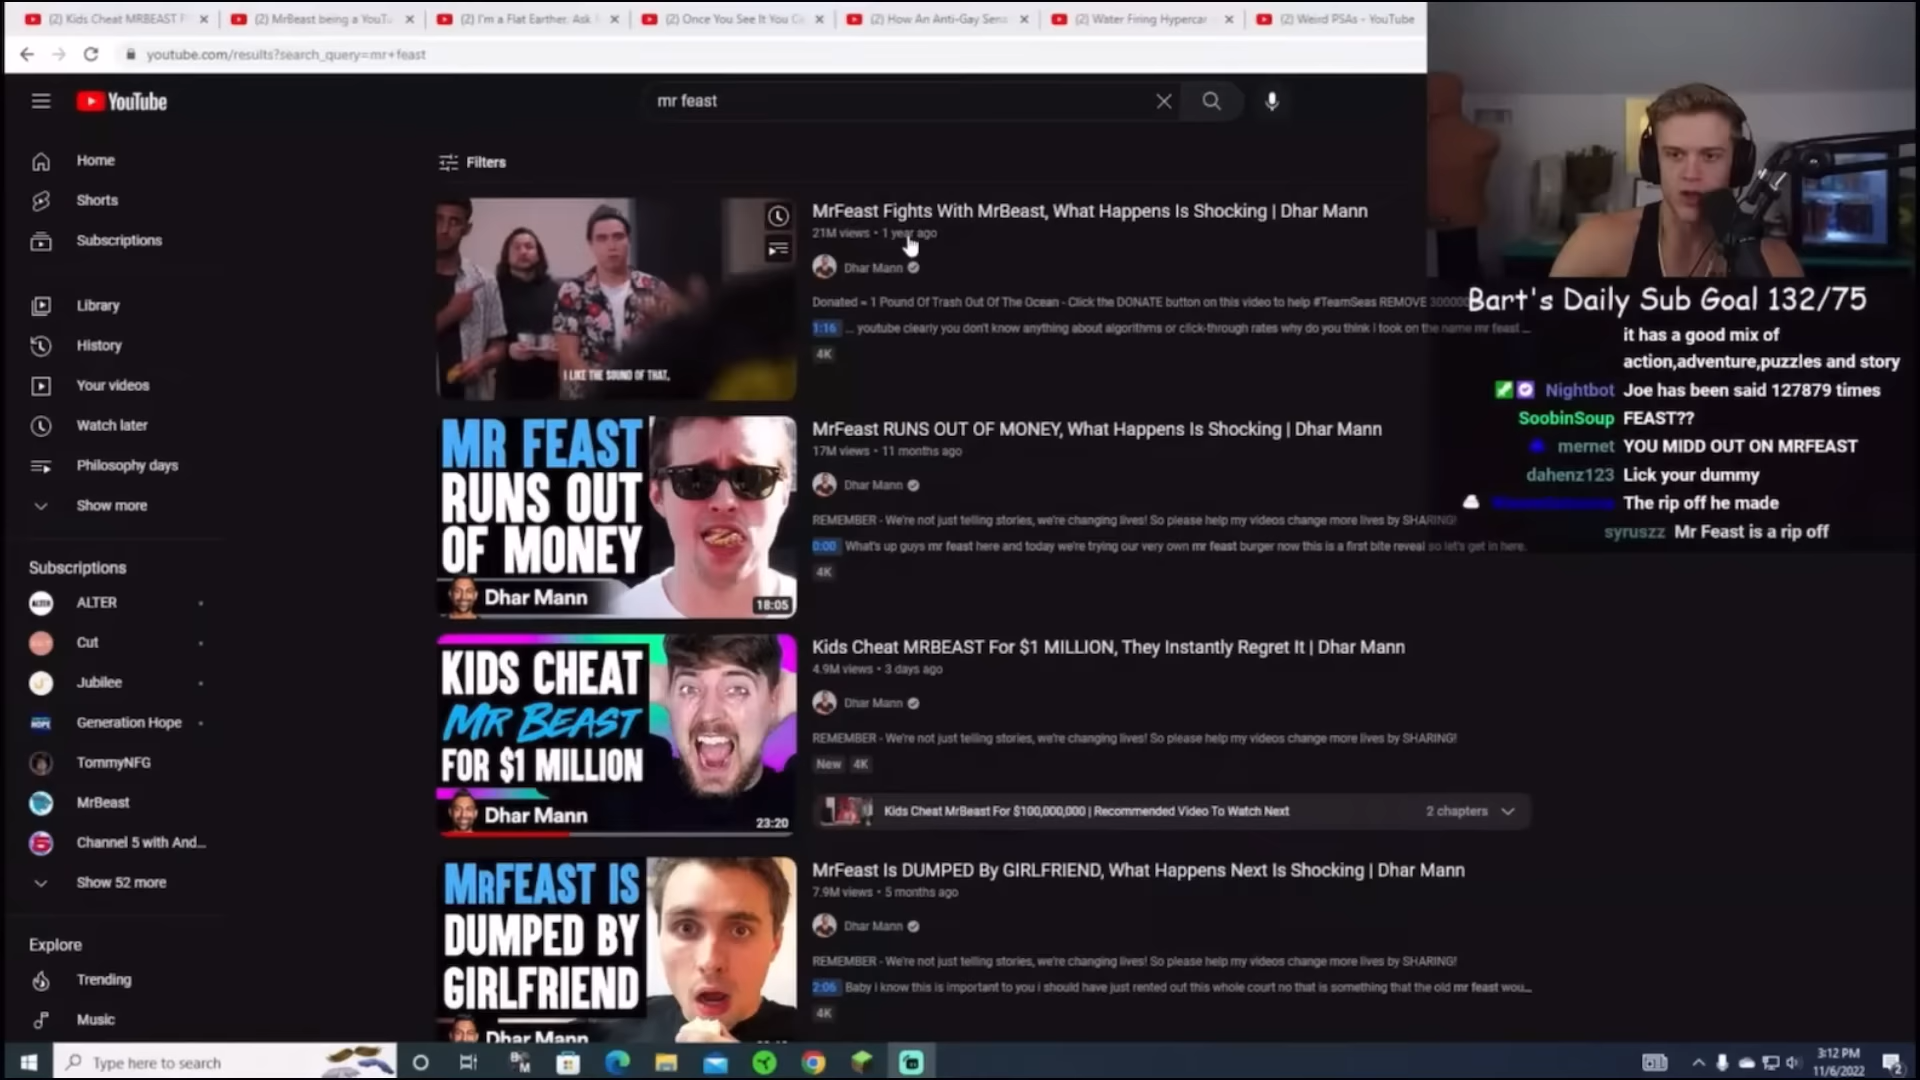 (2) Kids Cheat MRBEAST F
(2) MrBeast being a YouTu
(2) I'm a Flat Earther. Ask
(2) Once You See It You Ca
(2) How An Anti-Gay Sena
(2) Water Firing Hypercar
(2) Weird PSAs - YouTube
youtube.com/results?search_query=mr+feast
YouTube
mr feast
Home
Shorts
Subscriptions
Library
History
Your videos
Watch later
Philosophy days
Show more
Subscriptions
ALTER
Cut
Jubilee
Generation Hope
TommyNFG
MrBeast
Channel 5 with And...
Show 52 more
Explore
Trending
Music
Filters
I LIKE THE SOUND OF THAT,
MrFeast Fights With MrBeast, What Happens Is Shocking | Dhar Mann
21M views • 1 year ago
Dhar Mann
Donated = 1 Pound Of Trash Out Of The Ocean - Click the DONATE button on this video to help #TeamSeas REMOVE
1:16 ... youtube clearly you don't know anything about algorithms or click-through rates why do you think i took on the name mr feast ...
4K
MR FEAST
RUNS OUT
OF MONEY
Dhar Mann
18:05
MrFeast RUNS OUT OF MONEY, What Happens Is Shocking | Dhar Mann
17M views • 11 months ago
Dhar Mann
REMEMBER - We're not just telling stories, we're changing lives! So please help my videos change more lives by SHARING!
0:00 What's up guys mr feast here and today we're trying our very own mr feast burger now this is a first bite reveal so let's get in here.
4K
KIDS CHEAT
MR BEAST
FOR $1 MILLION
Dhar Mann
23:20
Kids Cheat MRBEAST For $1 MILLION, They Instantly Regret It | Dhar Mann
4.9M views • 3 days ago
Dhar Mann
REMEMBER - We're not just telling stories, we're changing lives! So please help my videos change more lives by SHARING!
New 4K
Kids Cheat MrBeast For $100,000,000 | Recommended Video To Watch Next
2 chapters
MRFEAST IS
DUMPED BY
GIRLFRIEND
Dhar Mann
MrFeast Is DUMPED By GIRLFRIEND, What Happens Next Is Shocking | Dhar Mann
7.9M views • 5 months ago
Dhar Mann
REMEMBER - We're not just telling stories, we're changing lives! So please help my videos change more lives by SHARING!
2:06 Baby i know this is important to you i should have just rented out this whole court no that is something that the old mr feast wou...
4K
Bart's Daily Sub Goal 132/75
it has a good mix of
action,adventure,puzzles and story
Nightbot Joe has been said 127879 times
SoobinSoup FEAST??
mernet YOU MIDD OUT ON MRFEAST
dahenz123 Lick your dummy
The rip off he made
syruszz Mr Feast is a rip off
Type here to search
3:12 PM
11/6/2022
2